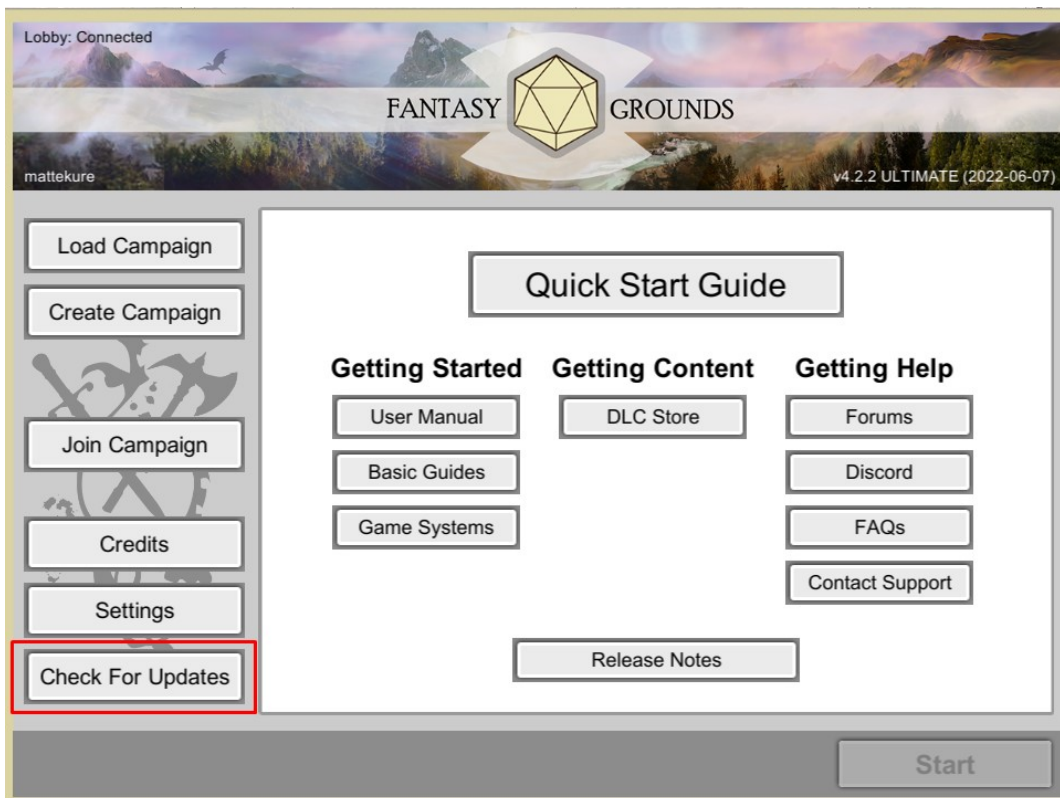 Lobby: Connected
FANTASY GROUNDS
mattekure
v4.2.2 ULTIMATE (2022-06-07)
Load Campaign
Create Campaign
Join Campaign
Credits
Settings
Check For Updates
Quick Start Guide
Getting Started
User Manual
Basic Guides
Game Systems
Getting Content
DLC Store
Getting Help
Forums
Discord
FAQs
Contact Support
Release Notes
Start